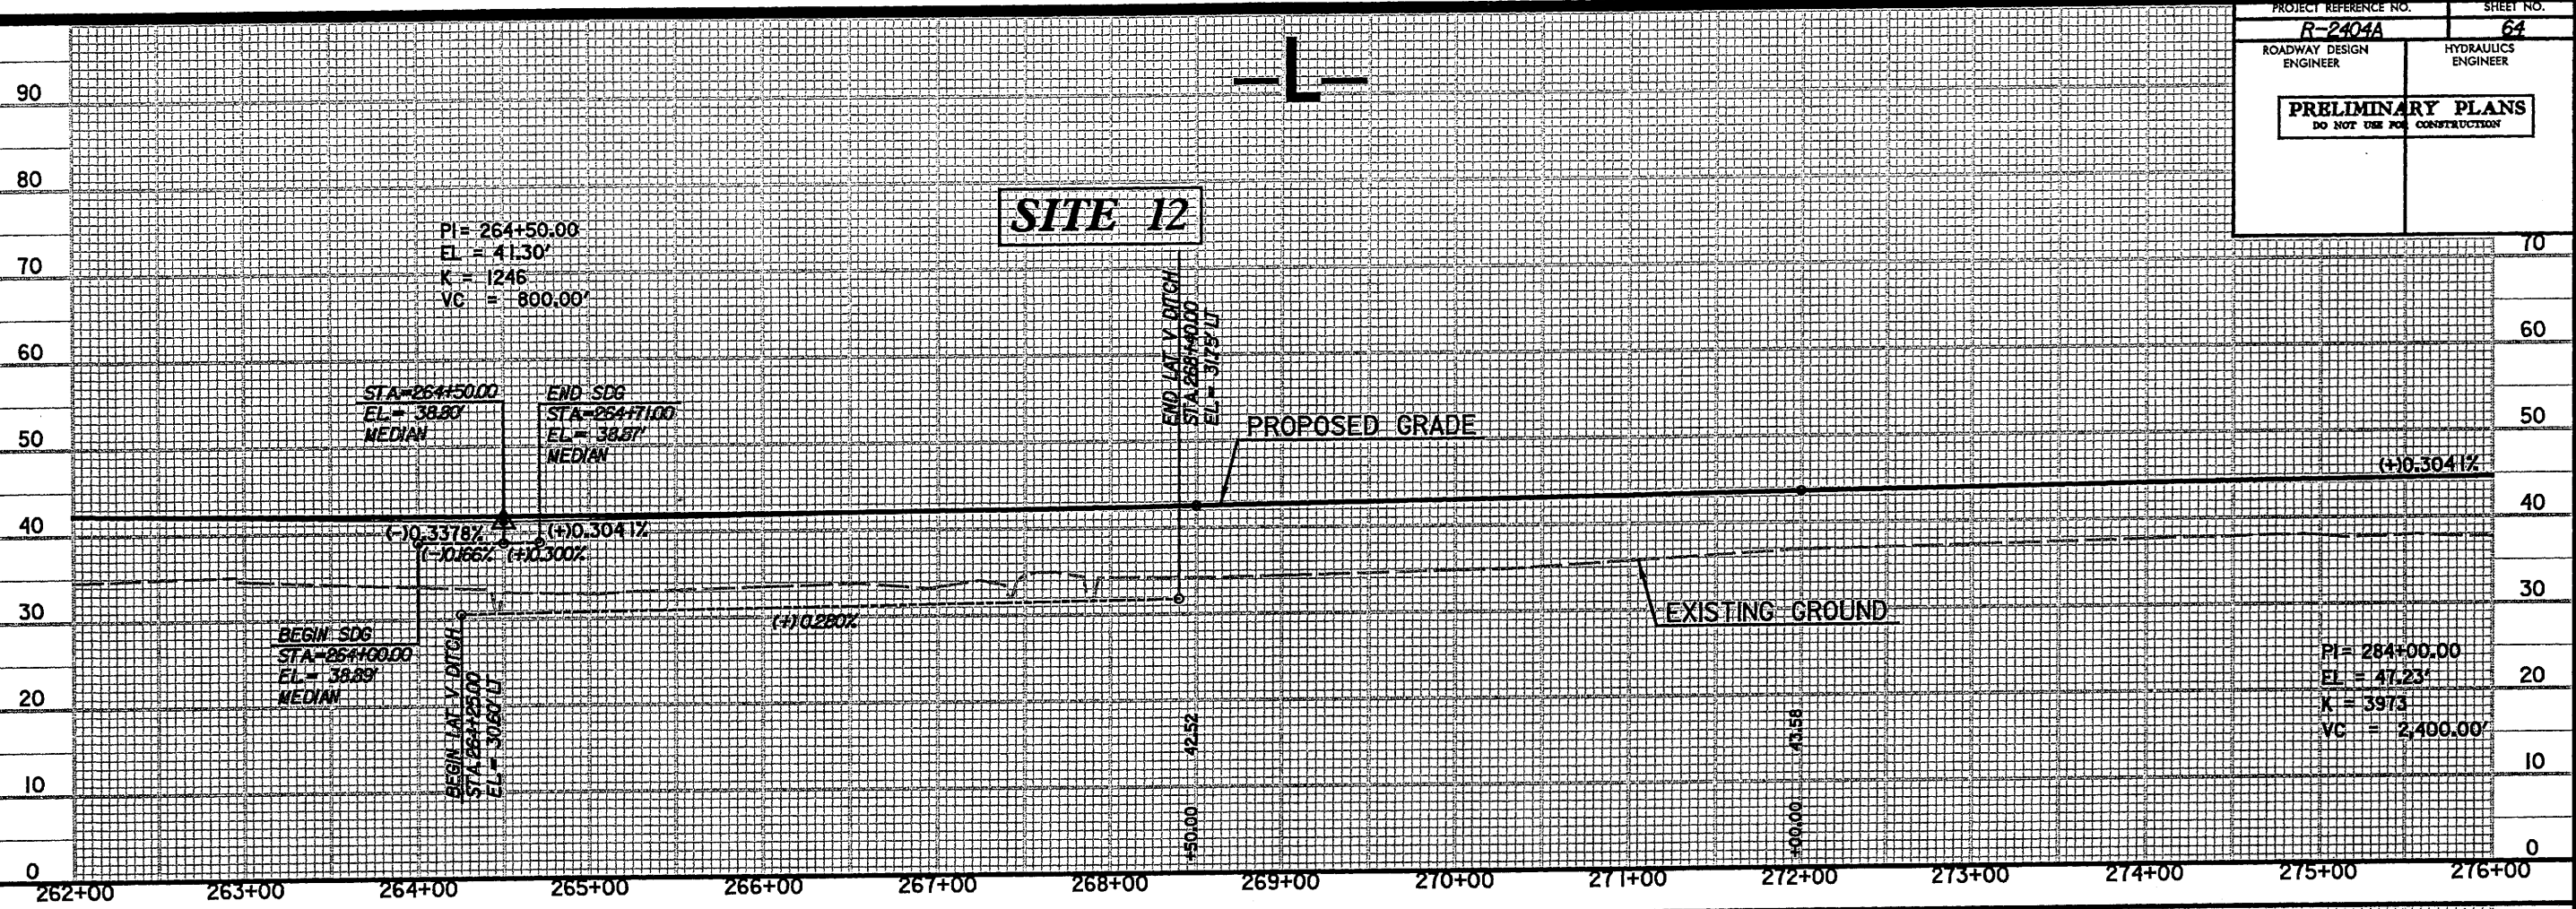 PROJECT REFERENCE NO. SHEET NO.
R-2404A 64
ROADWAY DESIGN ENGINEER
HYDRAULICS ENGINEER
PRELIMINARY PLANS
DO NOT USE FOR CONSTRUCTION
L
SITE 12
PI= 264+50.00
EL = 41.30'
K = 1246
VC = 800.00'
STA=264+50.00
EL= 38.80'
MEDIAN
END SDG
STA=264+71.00
EL= 38.87'
MEDIAN
END LAT V DITCH
STA.268+40.00
EL= 31.75' LT
PROPOSED GRADE
(+)0.3041%
(-)0.3378%
(+)0.3041%
(-)0.166%
(+)0.300%
(+)0.280%
EXISTING GROUND
BEGIN SDG
STA=264+00.00
EL= 38.89'
MEDIAN
BEGIN LAT V DITCH
STA.264+25.00
EL= 30.60' LT
+50.00 42.52
+00.00 43.58
PI= 284+00.00
EL = 47.23'
K = 3973
VC = 2,400.00'
90
80
70
60
50
40
30
20
10
0
70
60
50
40
30
20
10
0
262+00 263+00 264+00 265+00 266+00 267+00 268+00 269+00 270+00 271+00 272+00 273+00 274+00 275+00 276+00